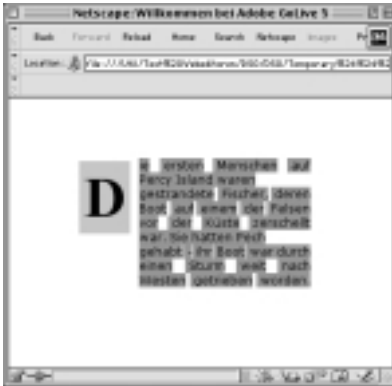 Netscape: Willkommen bei Adobe GoLive 5
Back Forward Reload Home Search Netscape Images
Location:
D
ie ersten Menschen auf
Percy Island waren
gestrandete Fischer, deren
Boot auf einem der Felsen
vor der Küste zerschellt
war. Sie hatten Pech
gehabt - ihr Boot war durch
einen Sturm weit nach
Westen getrieben worden.